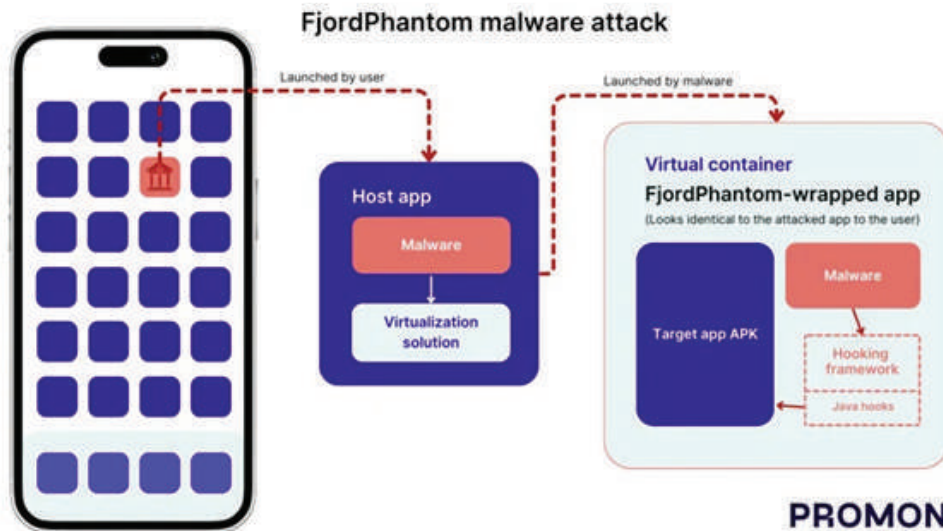 FjordPhantom malware attack
Launched by user
Launched by malware
Host app
Malware
Virtualization
solution
Virtual container
FjordPhantom-wrapped app
(Looks identical to the attacked app to the user)
Target app APK
Malware
Hooking
framework
Java hooks
PROMON